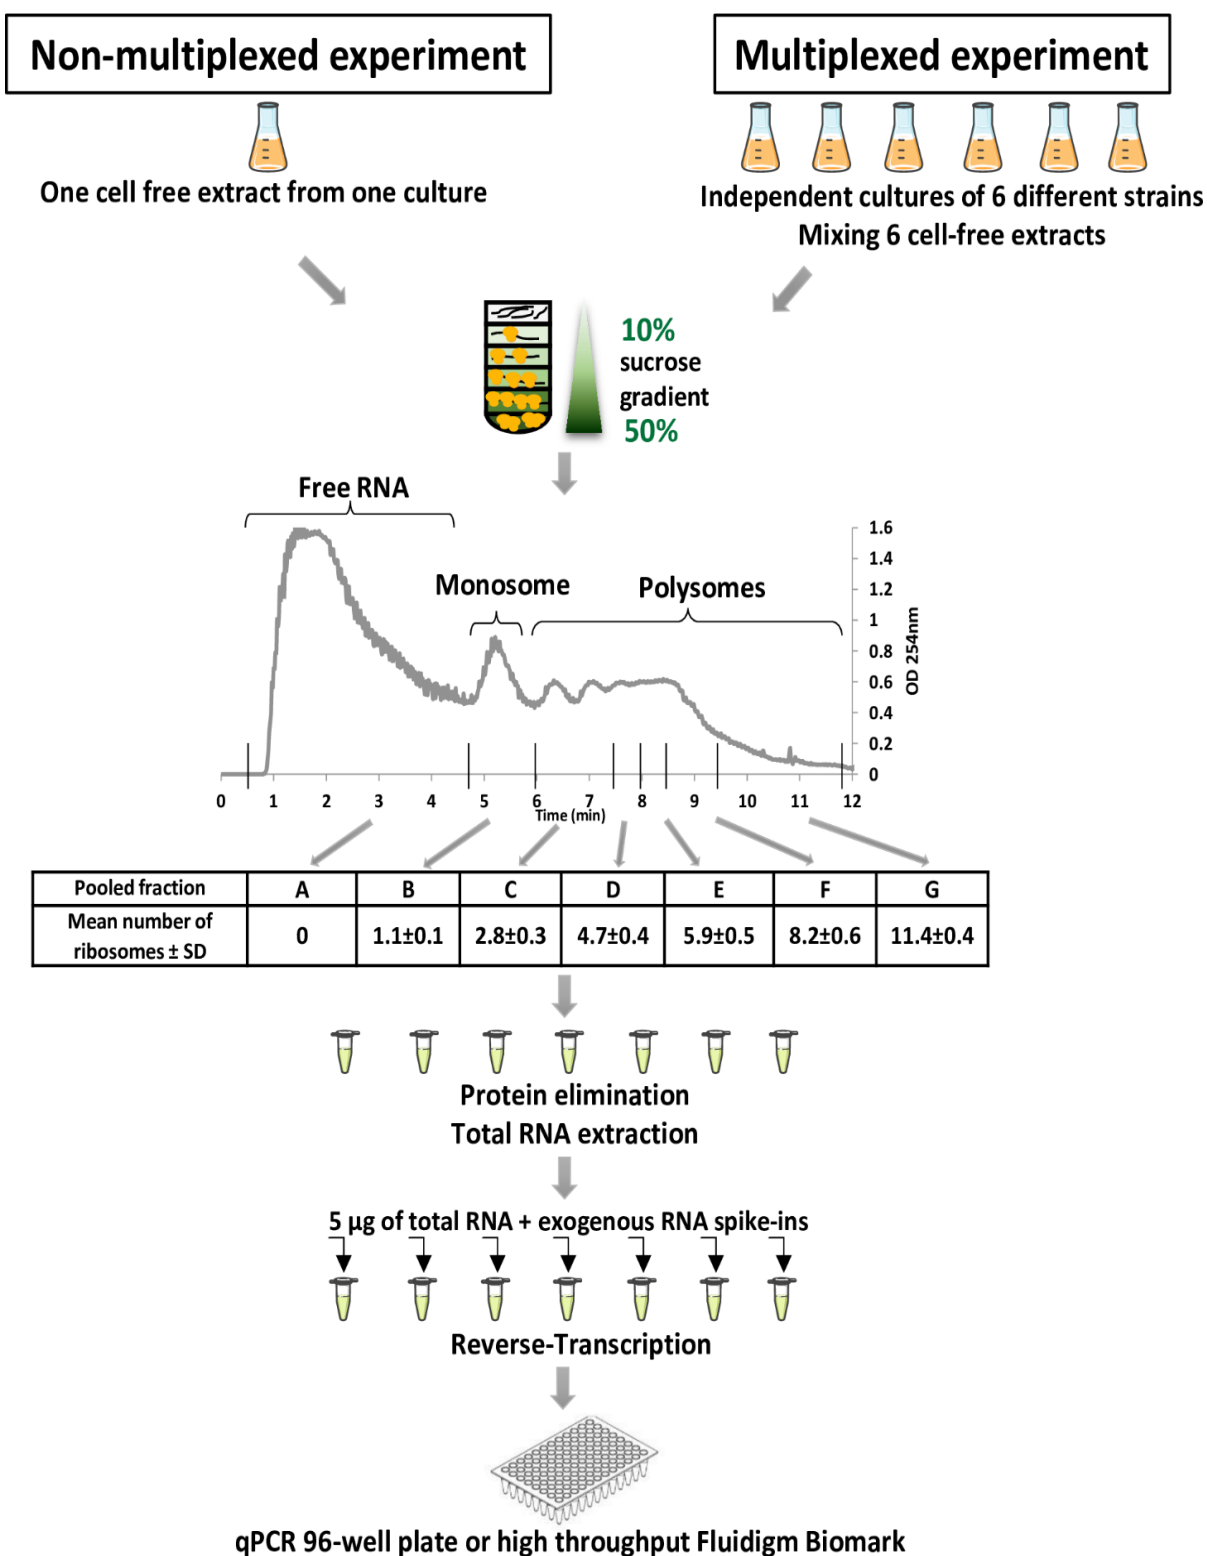 Non-multiplexed experiment
Multiplexed experiment
One cell free extract from one culture
Independent cultures of 6 different strains
Mixing 6 cell-free extracts
10%
sucrose
gradient
50%
Free RNA
Monosome
Polysomes
1.6
1.4
1.2
1
0.8
0.6
0.4
0.2
0
OD 254nm
0 1 2 3 4 5 6 7 8 9 10 11 12
Time (min)
Pooled fraction A B C D E F G
Mean number of
ribosomes ± SD 0 1.1±0.1 2.8±0.3 4.7±0.4 5.9±0.5 8.2±0.6 11.4±0.4
Protein elimination
Total RNA extraction
5 µg of total RNA + exogenous RNA spike-ins
Reverse-Transcription
qPCR 96-well plate or high throughput Fluidigm Biomark